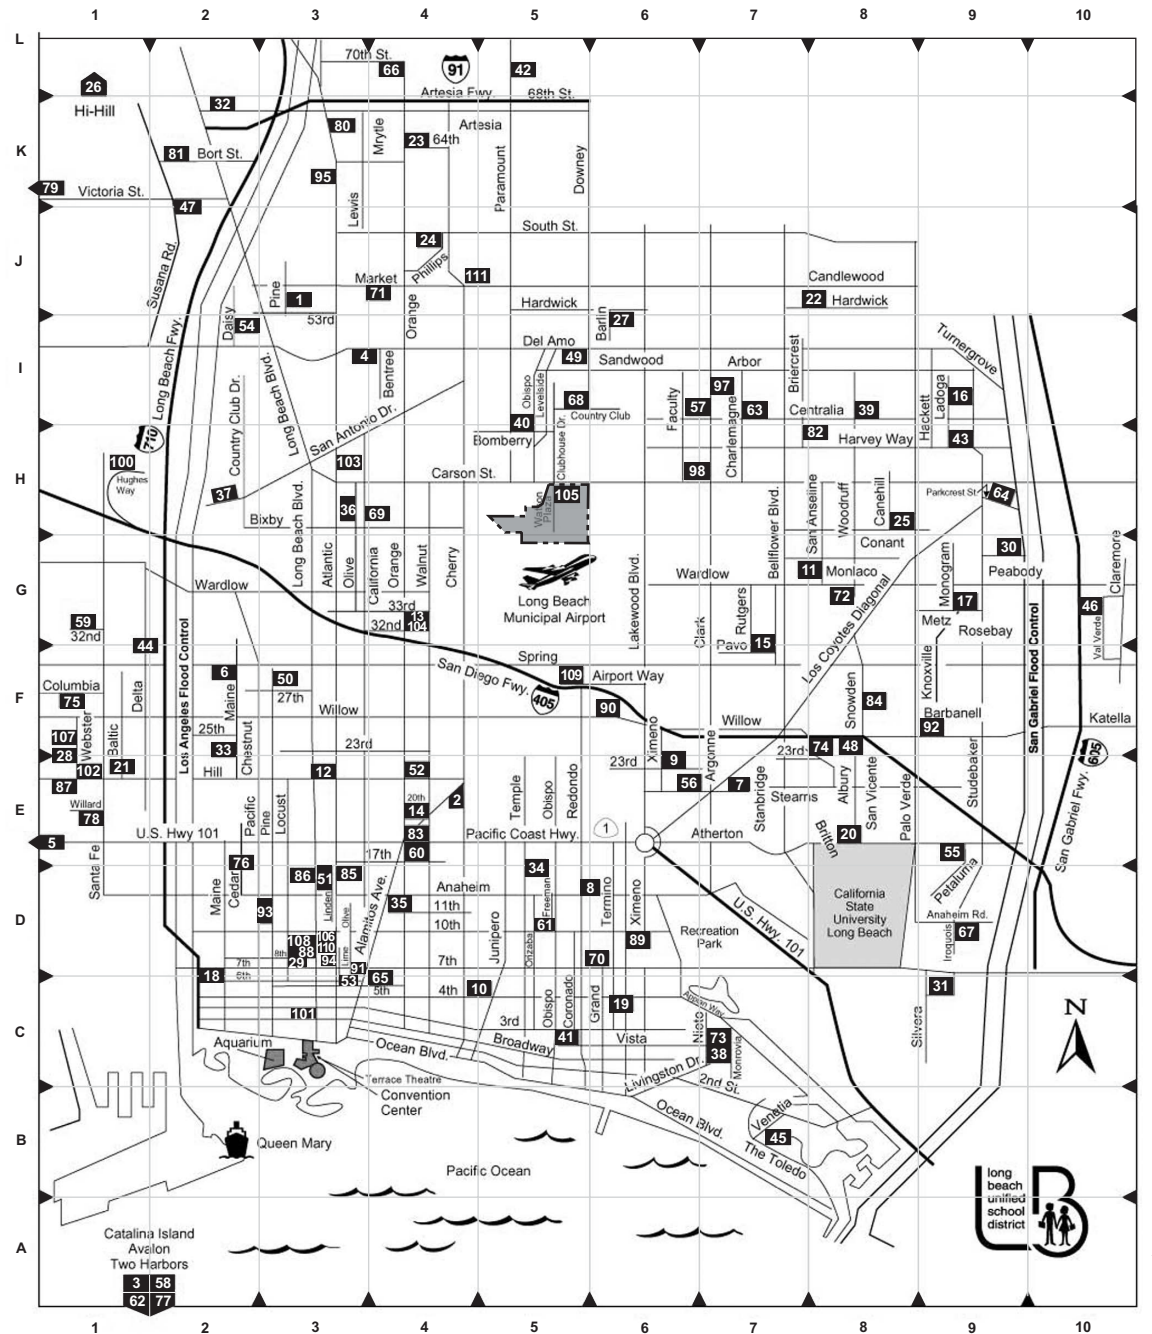 1 2 3 4 5 6 7 8 9 10
L
70th St.
66
91
42
26
Artesia Fwy.
68th St.
Hi-Hill
32
80
Mrytle
Artesia
23 64th
K
81 Bort St.
Paramount
Downey
95
79
Victoria St.
Lewis
47
South St.
24
J
Susana Rd.
Phillips
111
Market
Candlewood
Pine
1
71
22 Hardwick
Hardwick
Orange
Barlin
27
53rd
Daisy
54
Del Amo
Turnergrove
Long Beach Fwy.
4
49
Sandwood
Arbor
Briercrest
I
Bentree
Obispo
Levelside
97
Ladoga
16
Country Club Dr.
Long Beach Blvd.
68
Faculty
57
63
Centralia
39
Hackett
San Antonio Dr.
Country Club
40
Charlemagne
82
Harvey Way
43
710
Bomberry
Clubhouse Dr.
100
103
Carson St.
98
H
Hughes
Way
37
105
Parkcrest St.
64
36
69
Bellflower Blvd.
San Anseline
Woodruff
Canehill
Bixby
25
Long Beach Blvd.
Atlantic
Olive
California
Orange
Walnut
Cherry
Conant
30
Claremore
Wardlow
Wardlow
11
Monaco
Monogram
Peabody
G
Long Beach
Municipal Airport
Lakewood Blvd.
Rutgers
72
17
46
33rd
13
104
32nd
59
32nd
Clark
Los Coyotes Diagonal
Metz
Rosebay
Val Verde
44
Pavo
15
Los Angeles Flood Control
San Gabriel Flood Control
6
50
Spring
109
Airport Way
Knoxville
San Diego Fwy.
405
Columbia
Delta
Maine
27th
F
75
Willow
90
Snowden
84
Barbanell
92
Katella
107
Webster
Baltic
25th
Chestnut
Ximeno
Willow
28
33
23rd
23rd
9
Argonne
23rd
74
48
605
102
21
Hill
12
52
56
7
Stanbridge
Albury
San Vicente
Palo Verde
Studebaker
87
Temple
Obispo
Redondo
Stearns
Willard
78
20th
14
2
E
Pacific
Pine
Locust
San Gabriel Fwy.
5
U.S. Hwy 101
83
Pacific Coast Hwy.
1
Atherton
Britton
20
Santa Fe
76
17th
60
55
86
51
85
34
Petaluma
Maine
Cedar
Linden
Anaheim
Freeman
8
Termino
Ximeno
California
State
University
Long Beach
D
93
Olive
Alamitos Ave.
35
11th
10th
Junipero
61
U.S. Hwy. 101
Anaheim Rd.
108
88
106
110
Orizaba
89
Recreation
Park
Iroquois
67
8th
29
94
Lime
7th
7th
91
70
18
6th
53
65
5th
4th
10
31
101
Obispo
Coronado
Grand
19
Appian Way
C
3rd
Silvera
N
Aquarium
Ocean Blvd.
Broadway
41
Vista
Nieto
73
38
Monrovia
Terrace Theatre
Livingston Dr.
2nd St.
Convention
Center
B
Queen Mary
Ocean Blvd.
Venetia
45
The Toledo
Pacific Ocean
long
beach
unified
school
district
Catalina Island
Avalon
Two Harbors
A
3 58
62 77
1 2 3 4 5 6 7 8 9 10